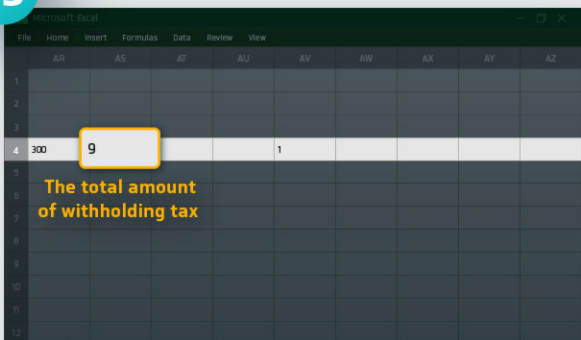 Microsoft Excel
File Home Insert Formulas Data Review View
AR AS AT AU AV AW AX AY AZ
1
2
3
4 300 9 1
5
The total amount
6
of withholding tax
7
8
9
10
11
12